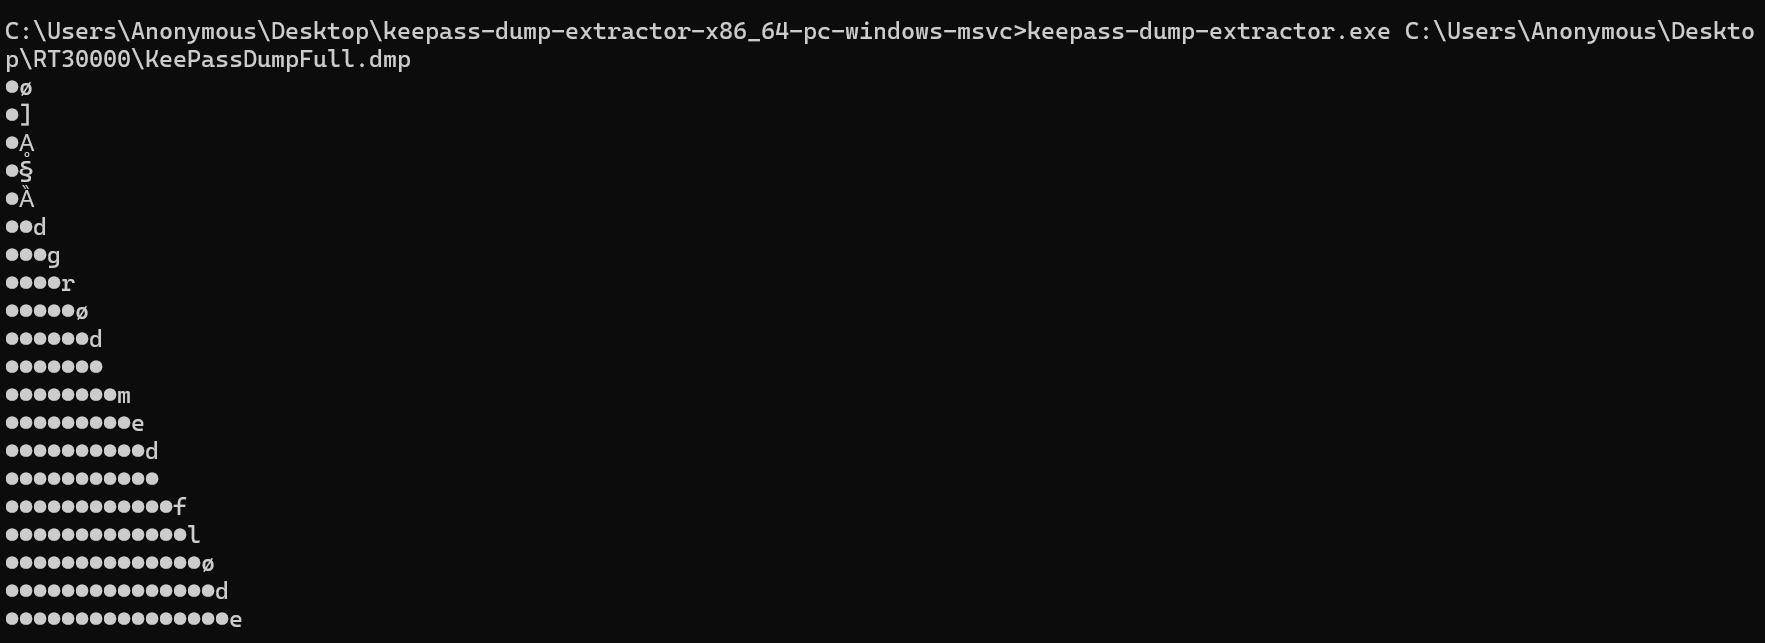 C:\Users\Anonymous\Desktop\keepass-dump-extractor-x86_64-pc-windows-msvc>keepass-dump-extractor.exe C:\Users\Anonymous\Deskto
p\RT30000\KeePassDumpFull.dmp
●ø
●]
●A
●§̊
●Ȁ
●●d
●●●g
●●●●r
●●●●●ø
●●●●●●d
●●●●●●●
●●●●●●●●m
●●●●●●●●●e
●●●●●●●●●●d
●●●●●●●●●●●
●●●●●●●●●●●●f
●●●●●●●●●●●●●l
●●●●●●●●●●●●●●ø
●●●●●●●●●●●●●●●d
●●●●●●●●●●●●●●●●e